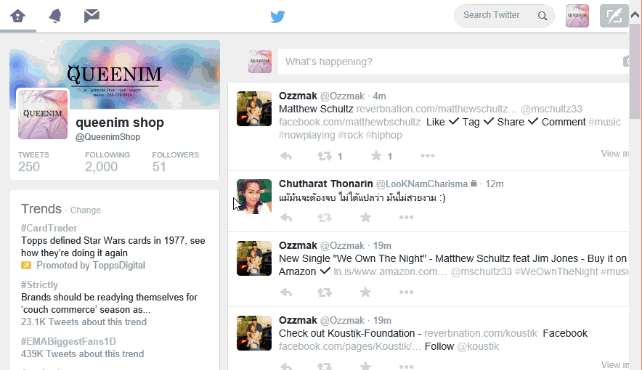 Search Twitter
QUEENIM
QUEENIM
queenim shop
@QueenimShop
TWEETS FOLLOWING FOLLOWERS
250 2,000 51
Trends · Change
#CardTrader
Topps defined Star Wars cards in 1977, see
how they're doing it again
Promoted by ToppsDigital
#Strictly
Brands should be readying themselves for
'couch commerce' season as...
23.1K Tweets about this trend
#EMABiggestFans1D
439K Tweets about this trend
What's happening?
Ozzmak @Ozzmak · 4m
Matthew Schultz reverbnation.com/matthewschultz… @mschultz33
facebook.com/matthewbschultz Like ✓ Tag ✓ Share ✓ Comment #music
#nowplaying #rock #hiphop
1 1
View m
Chutharat Thonarin @LooKNamCharisma · 12m
แม้มันจะต้องจบ ไม่ได้แปลว่า มันไม่สวยงาม :)
Ozzmak @Ozzmak · 19m
New Single "We Own The Night" - Matthew Schultz feat Jim Jones - Buy it on
Amazon ✓ ln.is/www.amazon.com… @mschultz33 #WeOwnTheNight #musi
Ozzmak @Ozzmak · 19m
Check out Koustik-Foundation - reverbnation.com/koustik Facebook
facebook.com/pages/Koustik/… Follow @koustik
View m